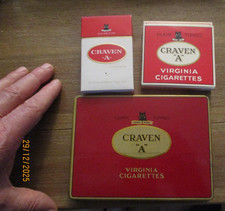 CRAVEN
"A"
CRAVEN
"A"
VIRGINIA
CIGARETTES
CRAVEN
"A"
VIRGINIA
CIGARETTES
29/12/2025